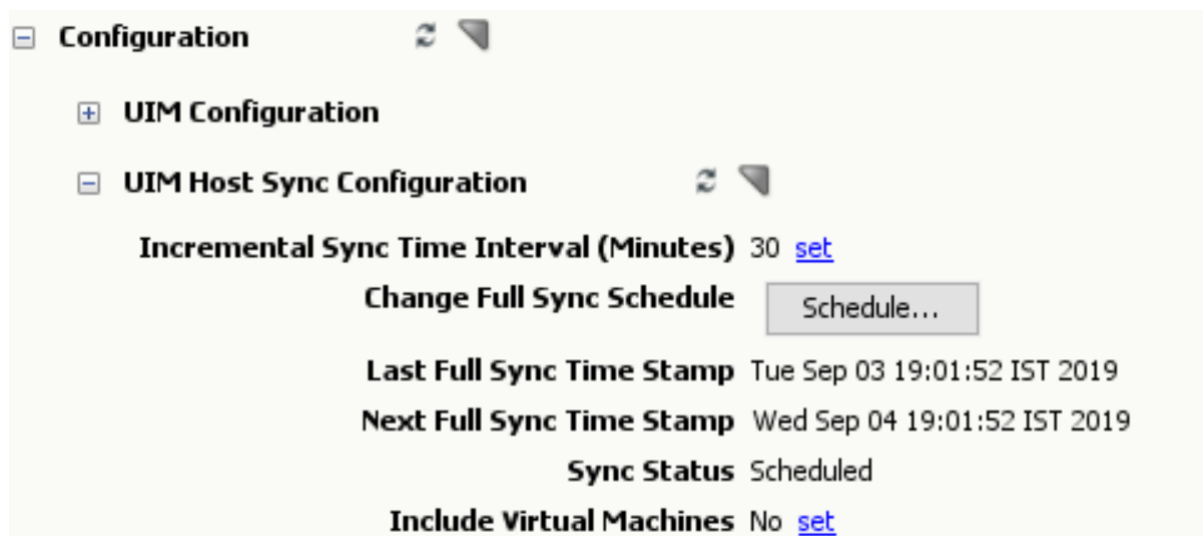 Configuration
UIM Configuration
UIM Host Sync Configuration
Incremental Sync Time Interval (Minutes) 30 set
Change Full Sync Schedule Schedule...
Last Full Sync Time Stamp Tue Sep 03 19:01:52 IST 2019
Next Full Sync Time Stamp Wed Sep 04 19:01:52 IST 2019
Sync Status Scheduled
Include Virtual Machines No set